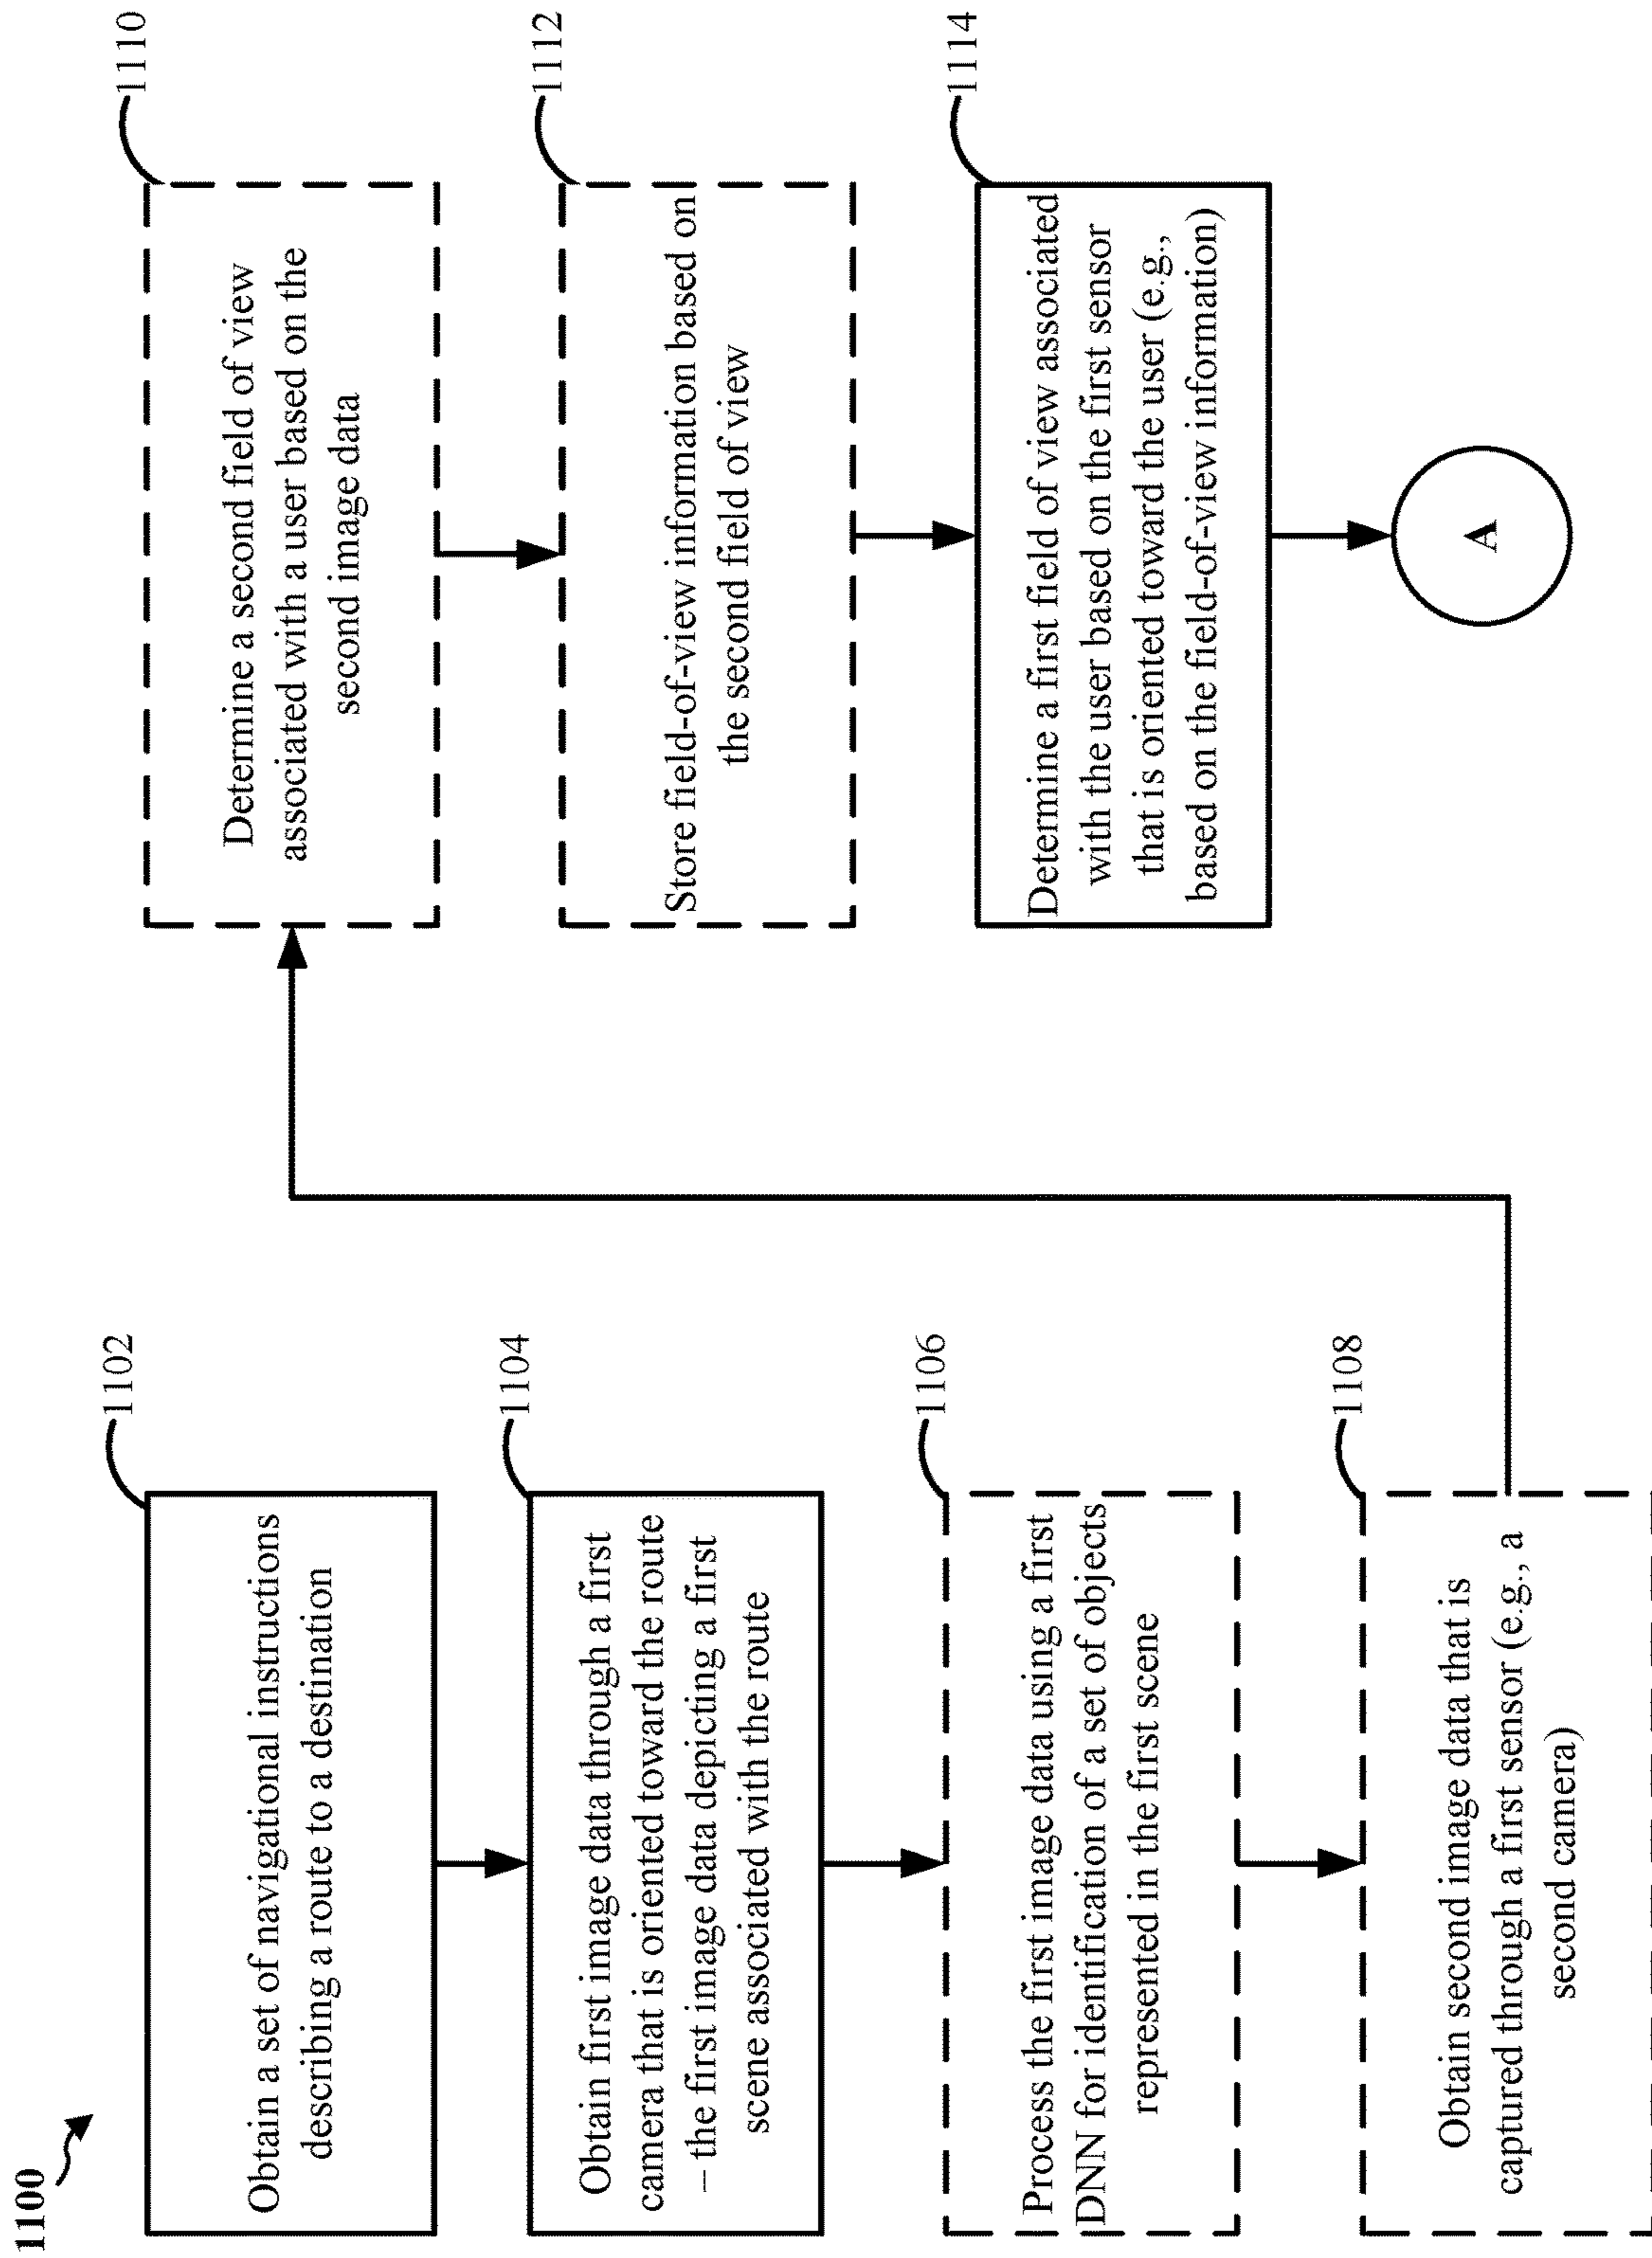 1100
1102
Obtain a set of navigational instructions
describing a route to a destination
1104
Obtain first image data through a first
camera that is oriented toward the route
– the first image data depicting a first
scene associated with the route
1106
Process the first image data using a first
DNN for identification of a set of objects
represented in the first scene
1108
Obtain second image data that is
captured through a first sensor (e.g., a
second camera)
1110
Determine a second field of view
associated with a user based on the
second image data
1112
Store field-of-view information based on
the second field of view
1114
Determine a first field of view associated
with the user based on the first sensor
that is oriented toward the user (e.g.,
based on the field-of-view information)
A